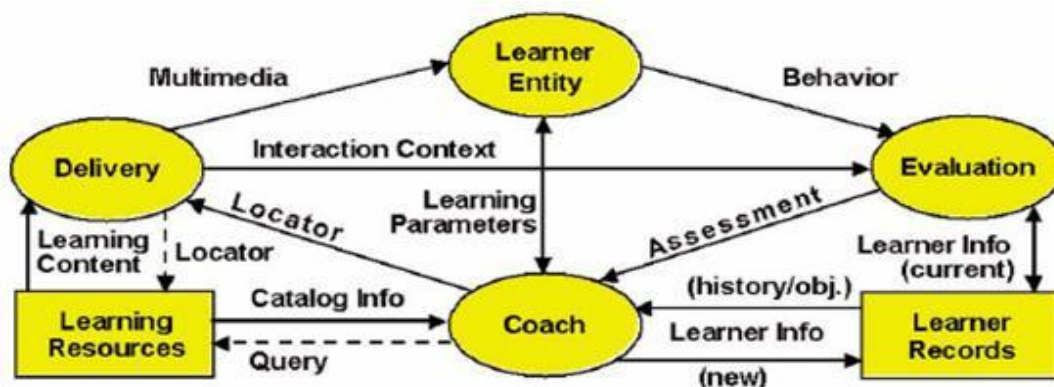 Learner
Entity
Multimedia
Behavior
Delivery
Interaction Context
Evaluation
Locator
Learning
Parameters
Assessment
Learning
Content
Locator
Learner Info
(current)
Learning
Resources
Catalog Info
Query
Coach
(history/obj.)
Learner Info
(new)
Learner
Records